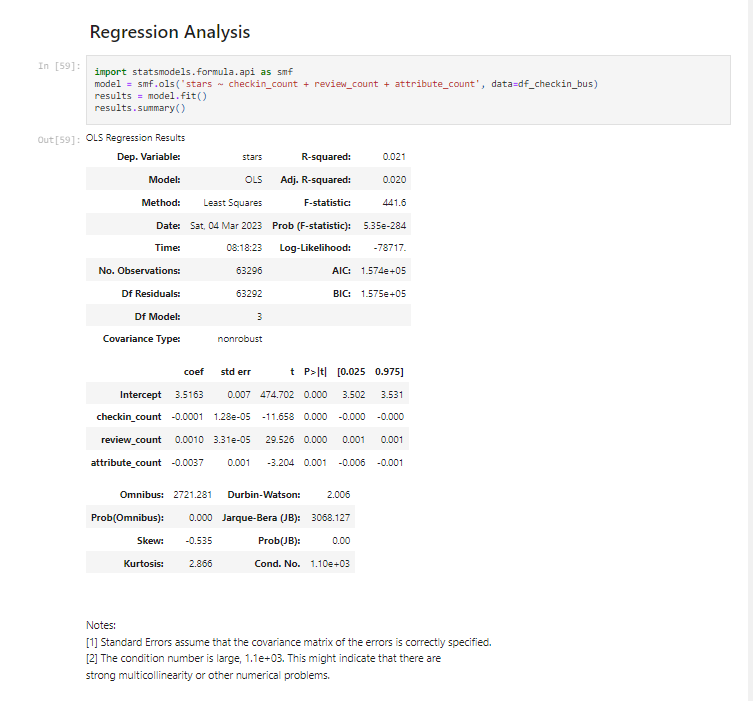 Regression Analysis
In [59]:
import statsmodels.formula.api as smf
model = smf.ols('stars ~ checkin_count + review_count + attribute_count', data=df_checkin_bus)
results = model.fit()
results.summary()
Out[59]: OLS Regression Results
Dep. Variable: stars R-squared: 0.021
Model: OLS Adj. R-squared: 0.020
Method: Least Squares F-statistic: 441.6
Date: Sat, 04 Mar 2023 Prob (F-statistic): 5.35e-284
Time: 08:18:23 Log-Likelihood: -78717.
No. Observations: 63296 AIC: 1.574e+05
Df Residuals: 63292 BIC: 1.575e+05
Df Model: 3
Covariance Type: nonrobust
coef std err t P>|t| [0.025 0.975]
Intercept 3.5163 0.007 474.702 0.000 3.502 3.531
checkin_count -0.0001 1.28e-05 -11.658 0.000 -0.000 -0.000
review_count 0.0010 3.31e-05 29.526 0.000 0.001 0.001
attribute_count -0.0037 0.001 -3.204 0.001 -0.006 -0.001
Omnibus: 2721.281 Durbin-Watson: 2.006
Prob(Omnibus): 0.000 Jarque-Bera (JB): 3068.127
Skew: -0.535 Prob(JB): 0.00
Kurtosis: 2.866 Cond. No. 1.10e+03
Notes:
[1] Standard Errors assume that the covariance matrix of the errors is correctly specified.
[2] The condition number is large, 1.1e+03. This might indicate that there are
strong multicollinearity or other numerical problems.